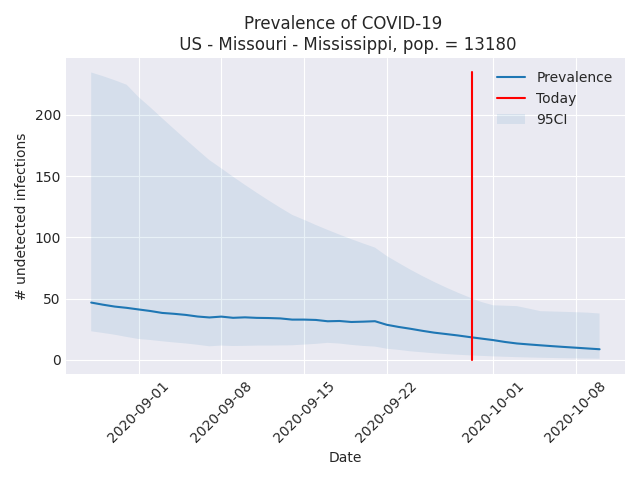 Prevalence of COVID-19
US - Missouri - Mississippi, pop. = 13180
Prevalence
Today
95CI
# undetected infections
200
150
100
50
0
2020-09-01
2020-09-08
2020-09-15
2020-09-22
2020-10-01
2020-10-08
Date